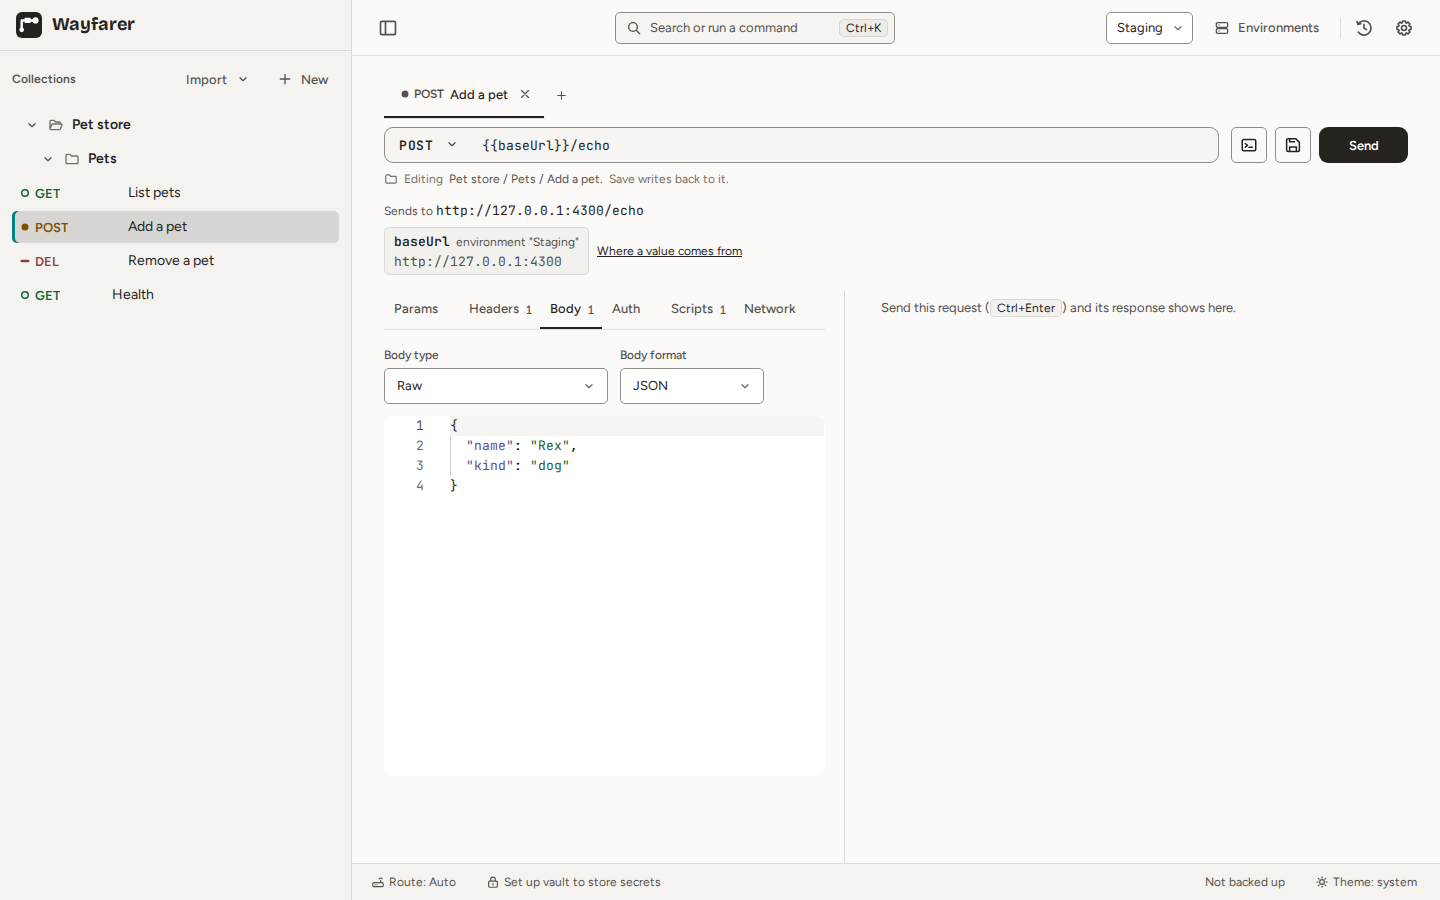 Wayfarer
Search or run a command Ctrl+K
Staging
Environments
Collections Import New
Pet store
Pets
GET List pets
POST Add a pet
DEL Remove a pet
GET Health
POST Add a pet
POST {{baseUrl}}/echo
Send
Editing Pet store / Pets / Add a pet. Save writes back to it.
Sends to http://127.0.0.1:4300/echo
baseUrl environment "Staging"
http://127.0.0.1:4300
Where a value comes from
Params Headers 1 Body 1 Auth Scripts 1 Network
Body type Body format
Raw JSON
1 {
2 "name": "Rex",
3 "kind": "dog"
4 }
Send this request (Ctrl+Enter) and its response shows here.
Route: Auto Set up vault to store secrets Not backed up Theme: system